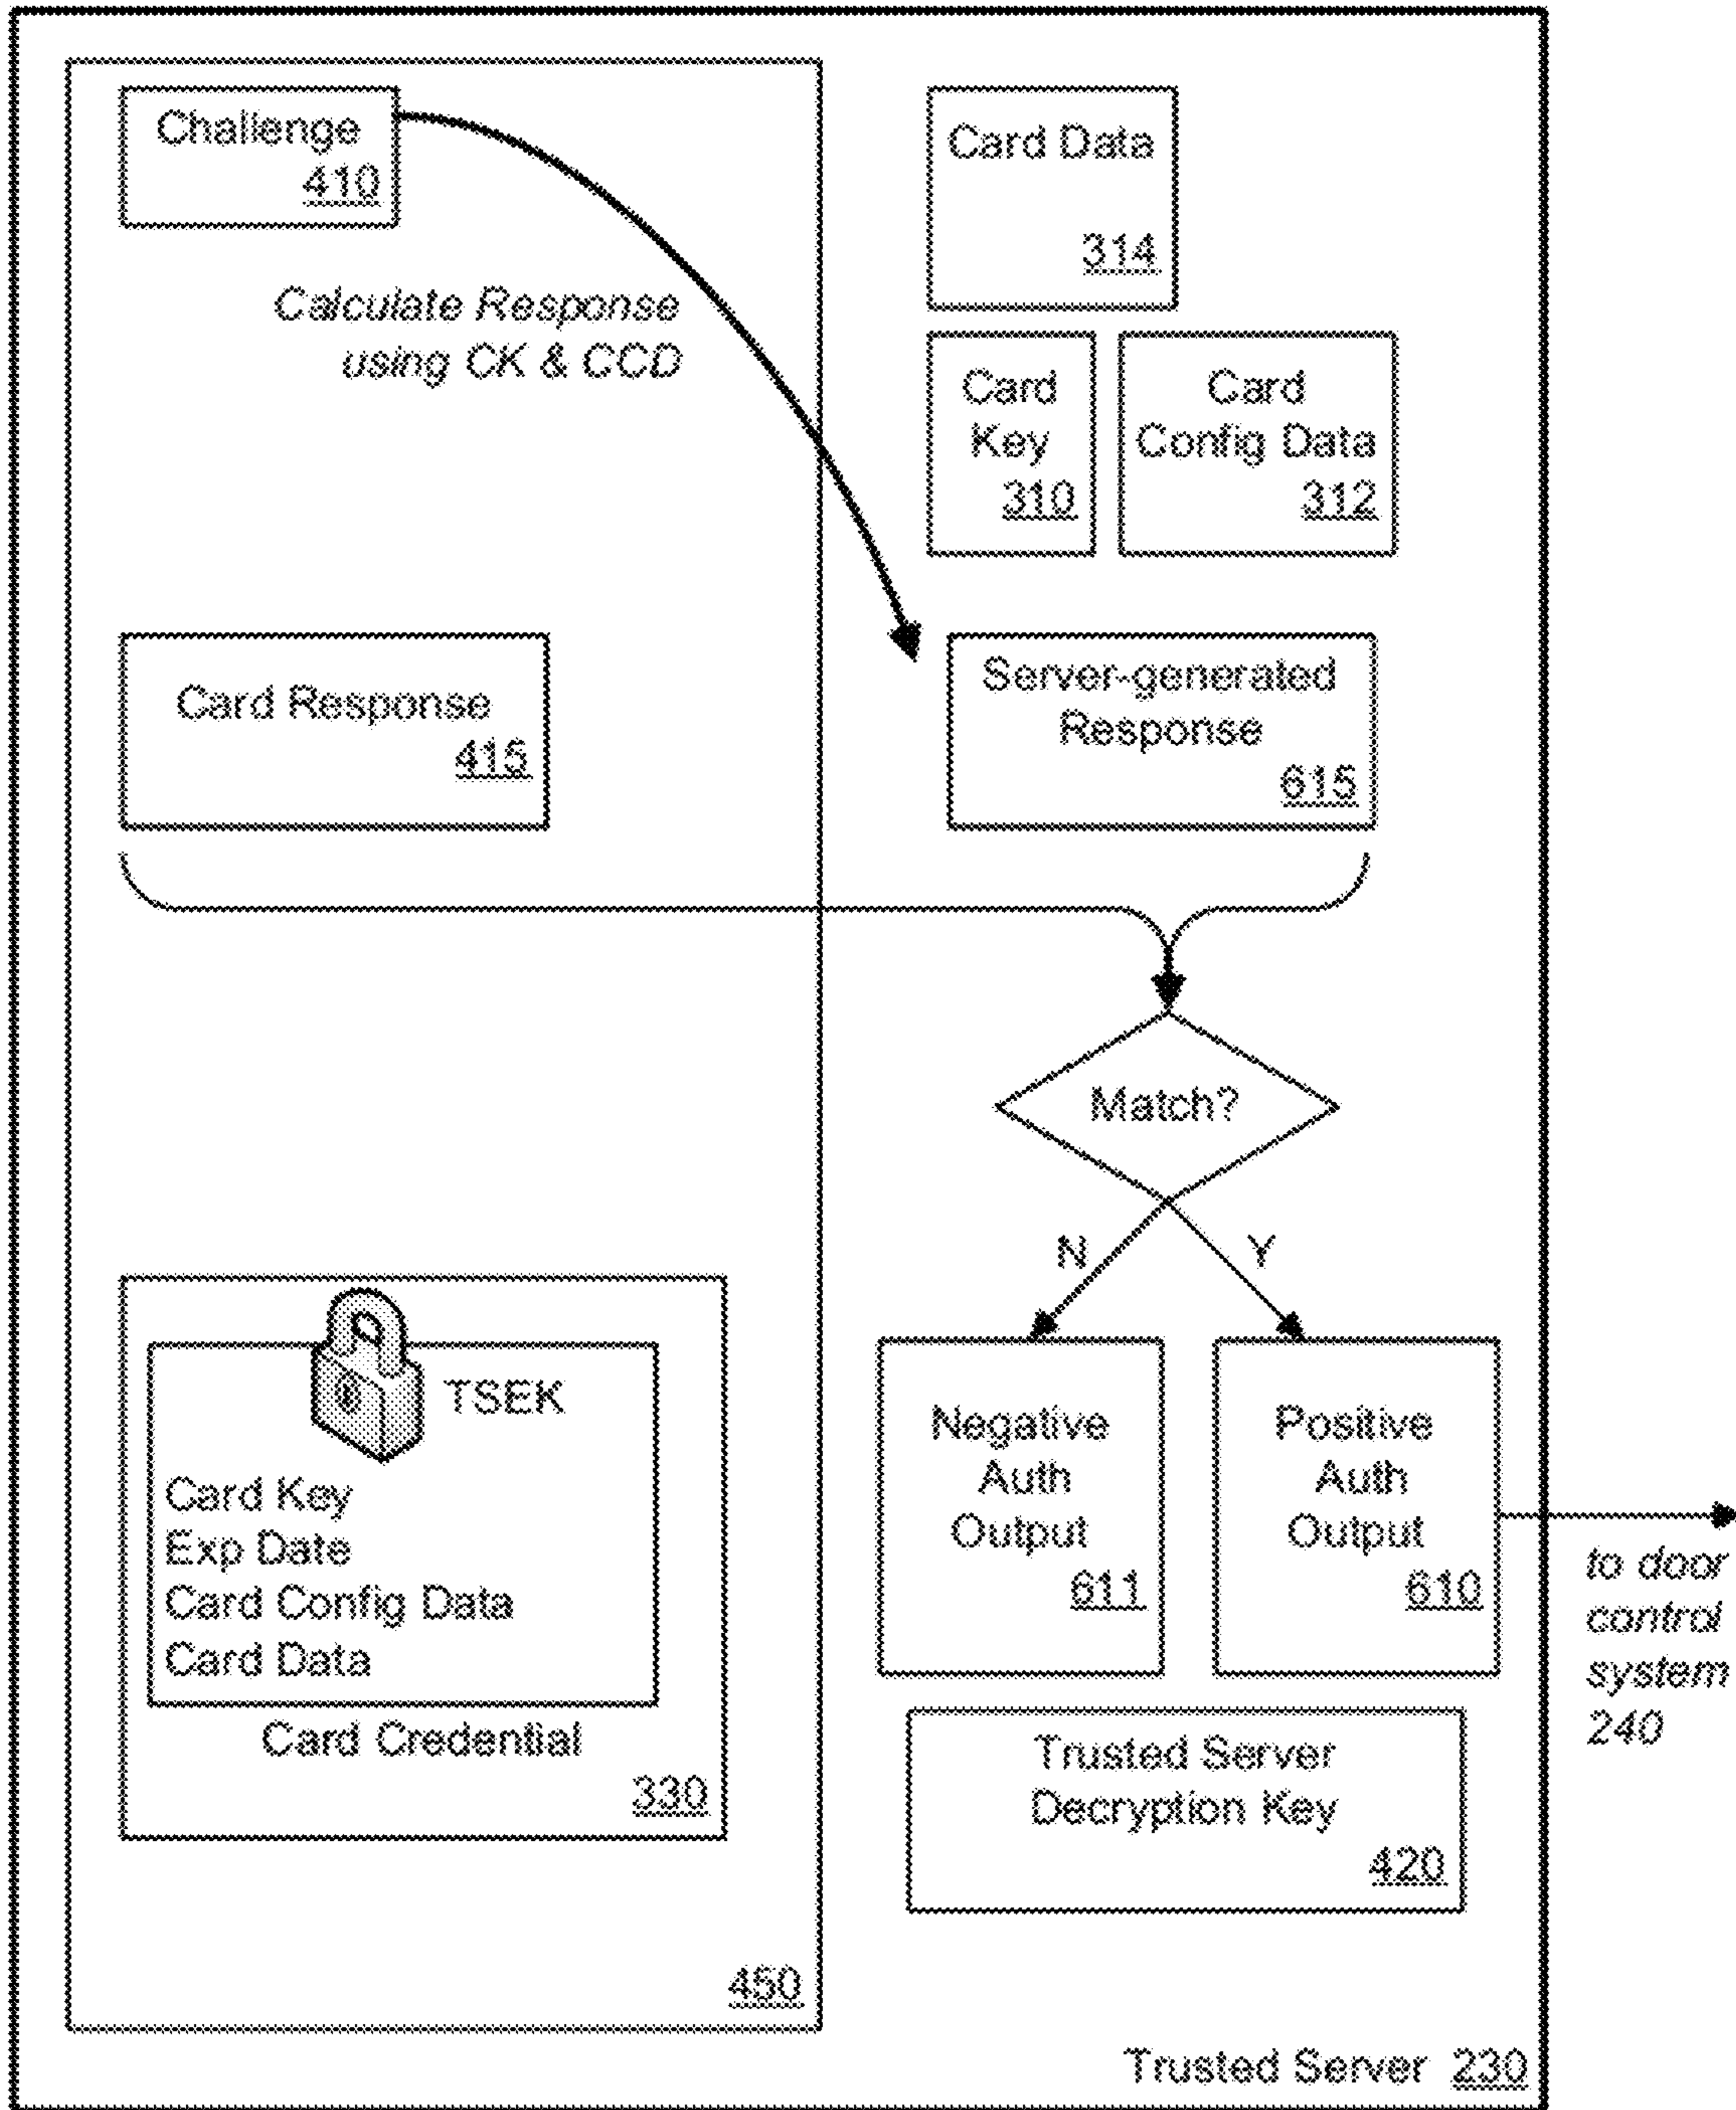 Challenge
410
Calculate Response
using CK & CCD
Card Data
314
Card
Key
310
Card
Config Data
312
Card Response
415
Server-generated
Response
615
Match?
N
Y
TSEK
Card Key
Exp Date
Card Config Data
Card Data
Card Credential
330
Negative
Auth
Output
611
Positive
Auth
Output
610
to door
control
system
240
Trusted Server
Decryption Key
420
450
Trusted Server 230